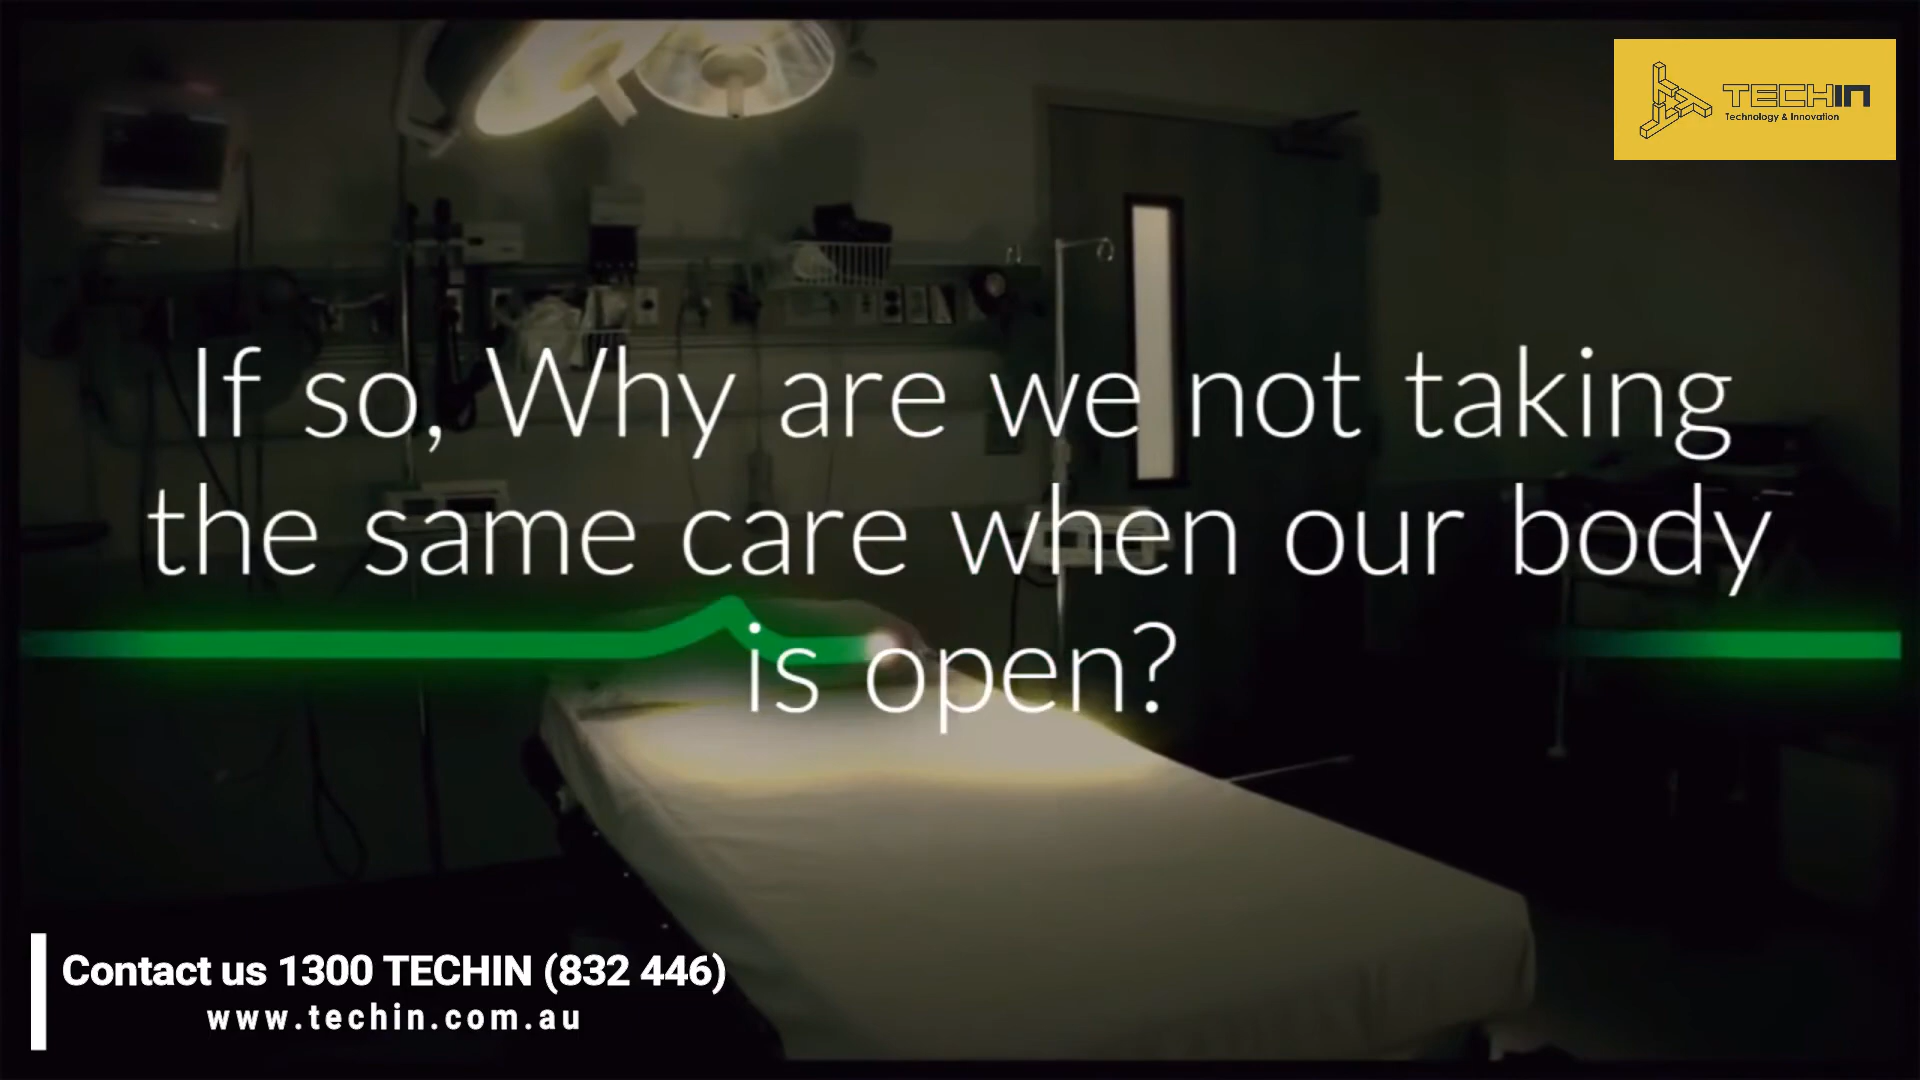 TECHIN
Technology & Innovation
If so, Why are we not taking
the same care when our body
is open?
Contact us 1300 TECHIN (832 446)
www.techin.com.au